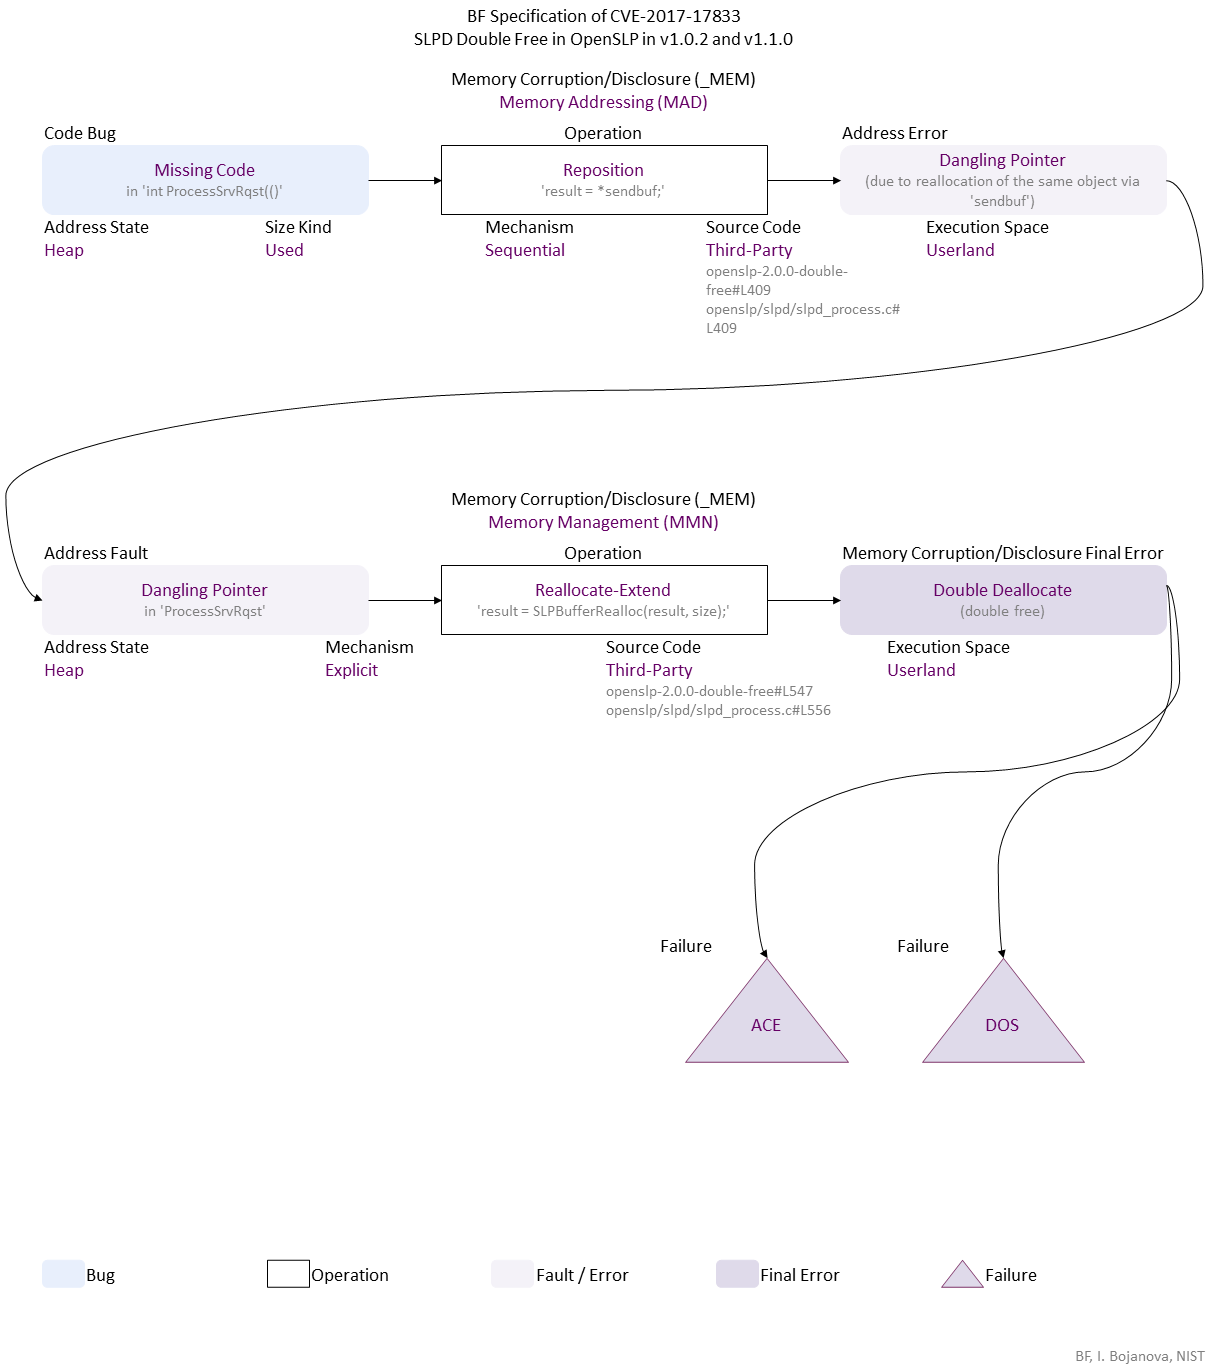 BF Specification of CVE-2017-17833
SLPD Double Free in OpenSLP in v1.0.2 and v1.1.0
Memory Corruption/Disclosure (_MEM)
Memory Addressing (MAD)
Code Bug
Operation
Address Error
Missing Code
in 'int ProcessSrvRqst(()'
Reposition
'result = *sendbuf;'
Dangling Pointer
(due to reallocation of the same object via
'sendbuf')
Address State
Heap
Size Kind
Used
Mechanism
Sequential
Source Code
Third-Party
openslp-2.0.0-double-
free#L409
openslp/slpd/slpd_process.c#
L409
Execution Space
Userland
Memory Corruption/Disclosure (_MEM)
Memory Management (MMN)
Address Fault
Operation
Memory Corruption/Disclosure Final Error
Dangling Pointer
in 'ProcessSrvRqst'
Reallocate-Extend
'result = SLPBufferRealloc(result, size);'
Double Deallocate
(double free)
Address State
Heap
Mechanism
Explicit
Source Code
Third-Party
openslp-2.0.0-double-free#L547
openslp/slpd/slpd_process.c#L556
Execution Space
Userland
Failure
Failure
ACE
DOS
Bug
Operation
Fault / Error
Final Error
Failure
BF, I. Bojanova, NIST